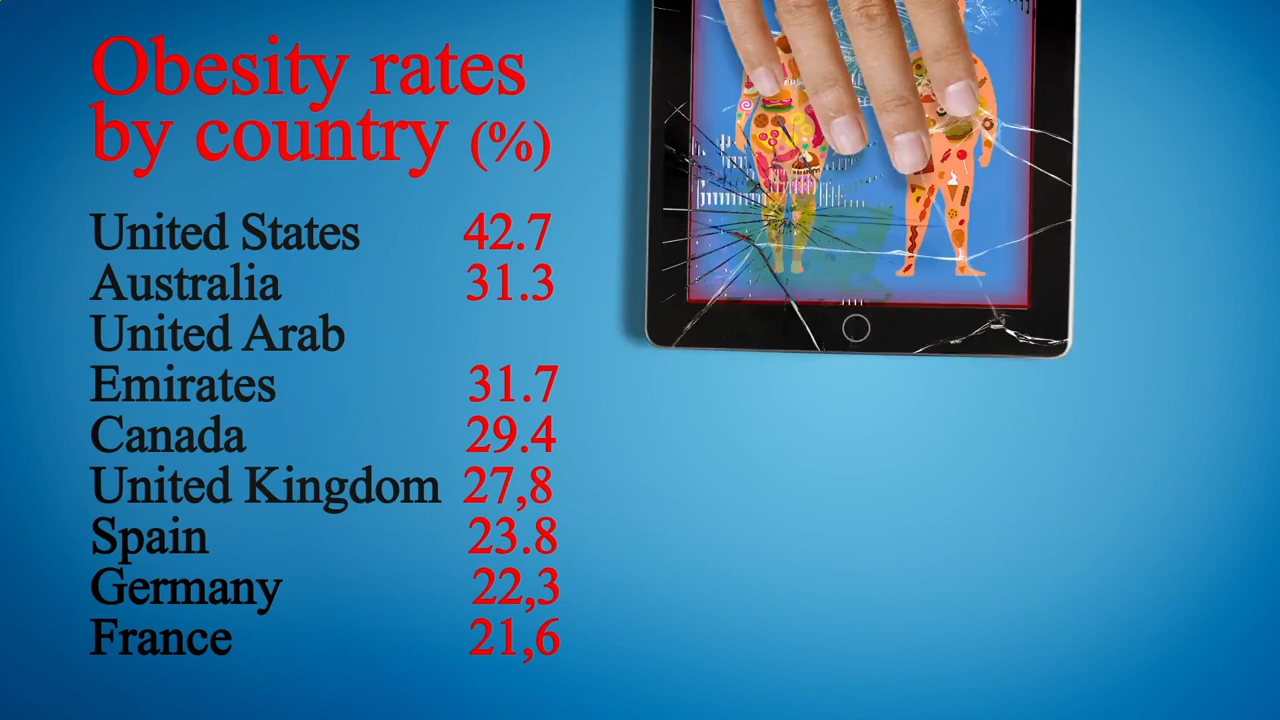 Obesity rates
by country (%)
United States 42.7
Australia 31.3
United Arab
Emirates 31.7
Canada 29.4
United Kingdom 27,8
Spain 23.8
Germany 22,3
France 21,6